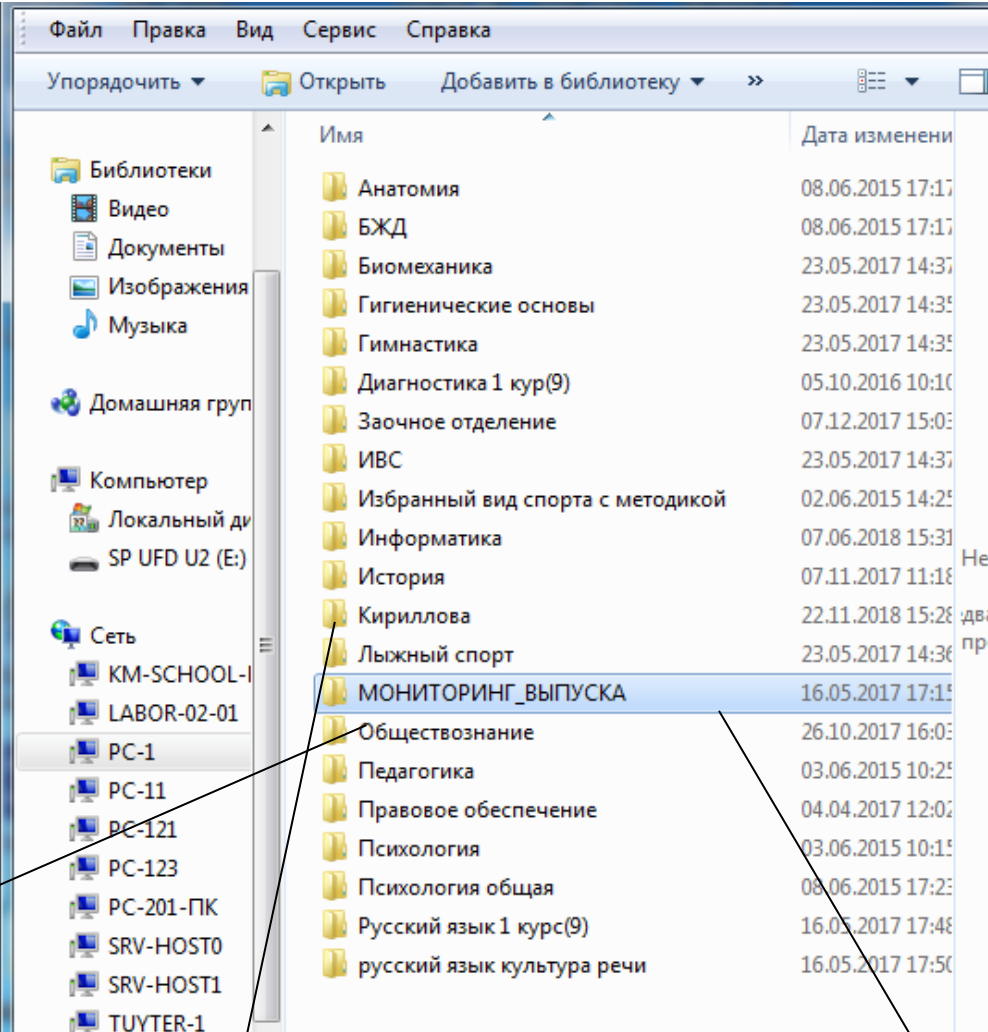 Файл Правка Вид Сервис Справка
Упорядочить Открыть Добавить в библиотеку »
Имя Дата изменени
Библиотеки
Видео
Документы
Изображения
Музыка
Домашняя груп
Компьютер
Локальный ди
SP UFD U2 (E:)
Сеть
KM-SCHOOL-
LABOR-02-01
PC-1
PC-11
PC-121
PC-123
PC-201-ПК
SRV-HOST0
SRV-HOST1
TUYTER-1
Анатомия 08.06.2015 17:17
БЖД 08.06.2015 17:17
Биомеханика 23.05.2017 14:37
Гигиенические основы 23.05.2017 14:35
Гимнастика 23.05.2017 14:35
Диагностика 1 кур(9) 05.10.2016 10:10
Заочное отделение 07.12.2017 15:03
ИВС 23.05.2017 14:37
Избранный вид спорта с методикой 02.06.2015 14:25
Информатика 07.06.2018 15:31
История 07.11.2017 11:18
Кириллова 22.11.2018 15:28
Лыжный спорт 23.05.2017 14:36
МОНИТОРИНГ_ВЫПУСКА 16.05.2017 17:15
Обществознание 26.10.2017 16:03
Педагогика 03.06.2015 10:25
Правовое обеспечение 04.04.2017 12:02
Психология 03.06.2015 10:15
Психология общая 08.06.2015 17:23
Русский язык 1 курс(9) 16.05.2017 17:48
русский язык культура речи 16.05.2017 17:50
Не
два
пр